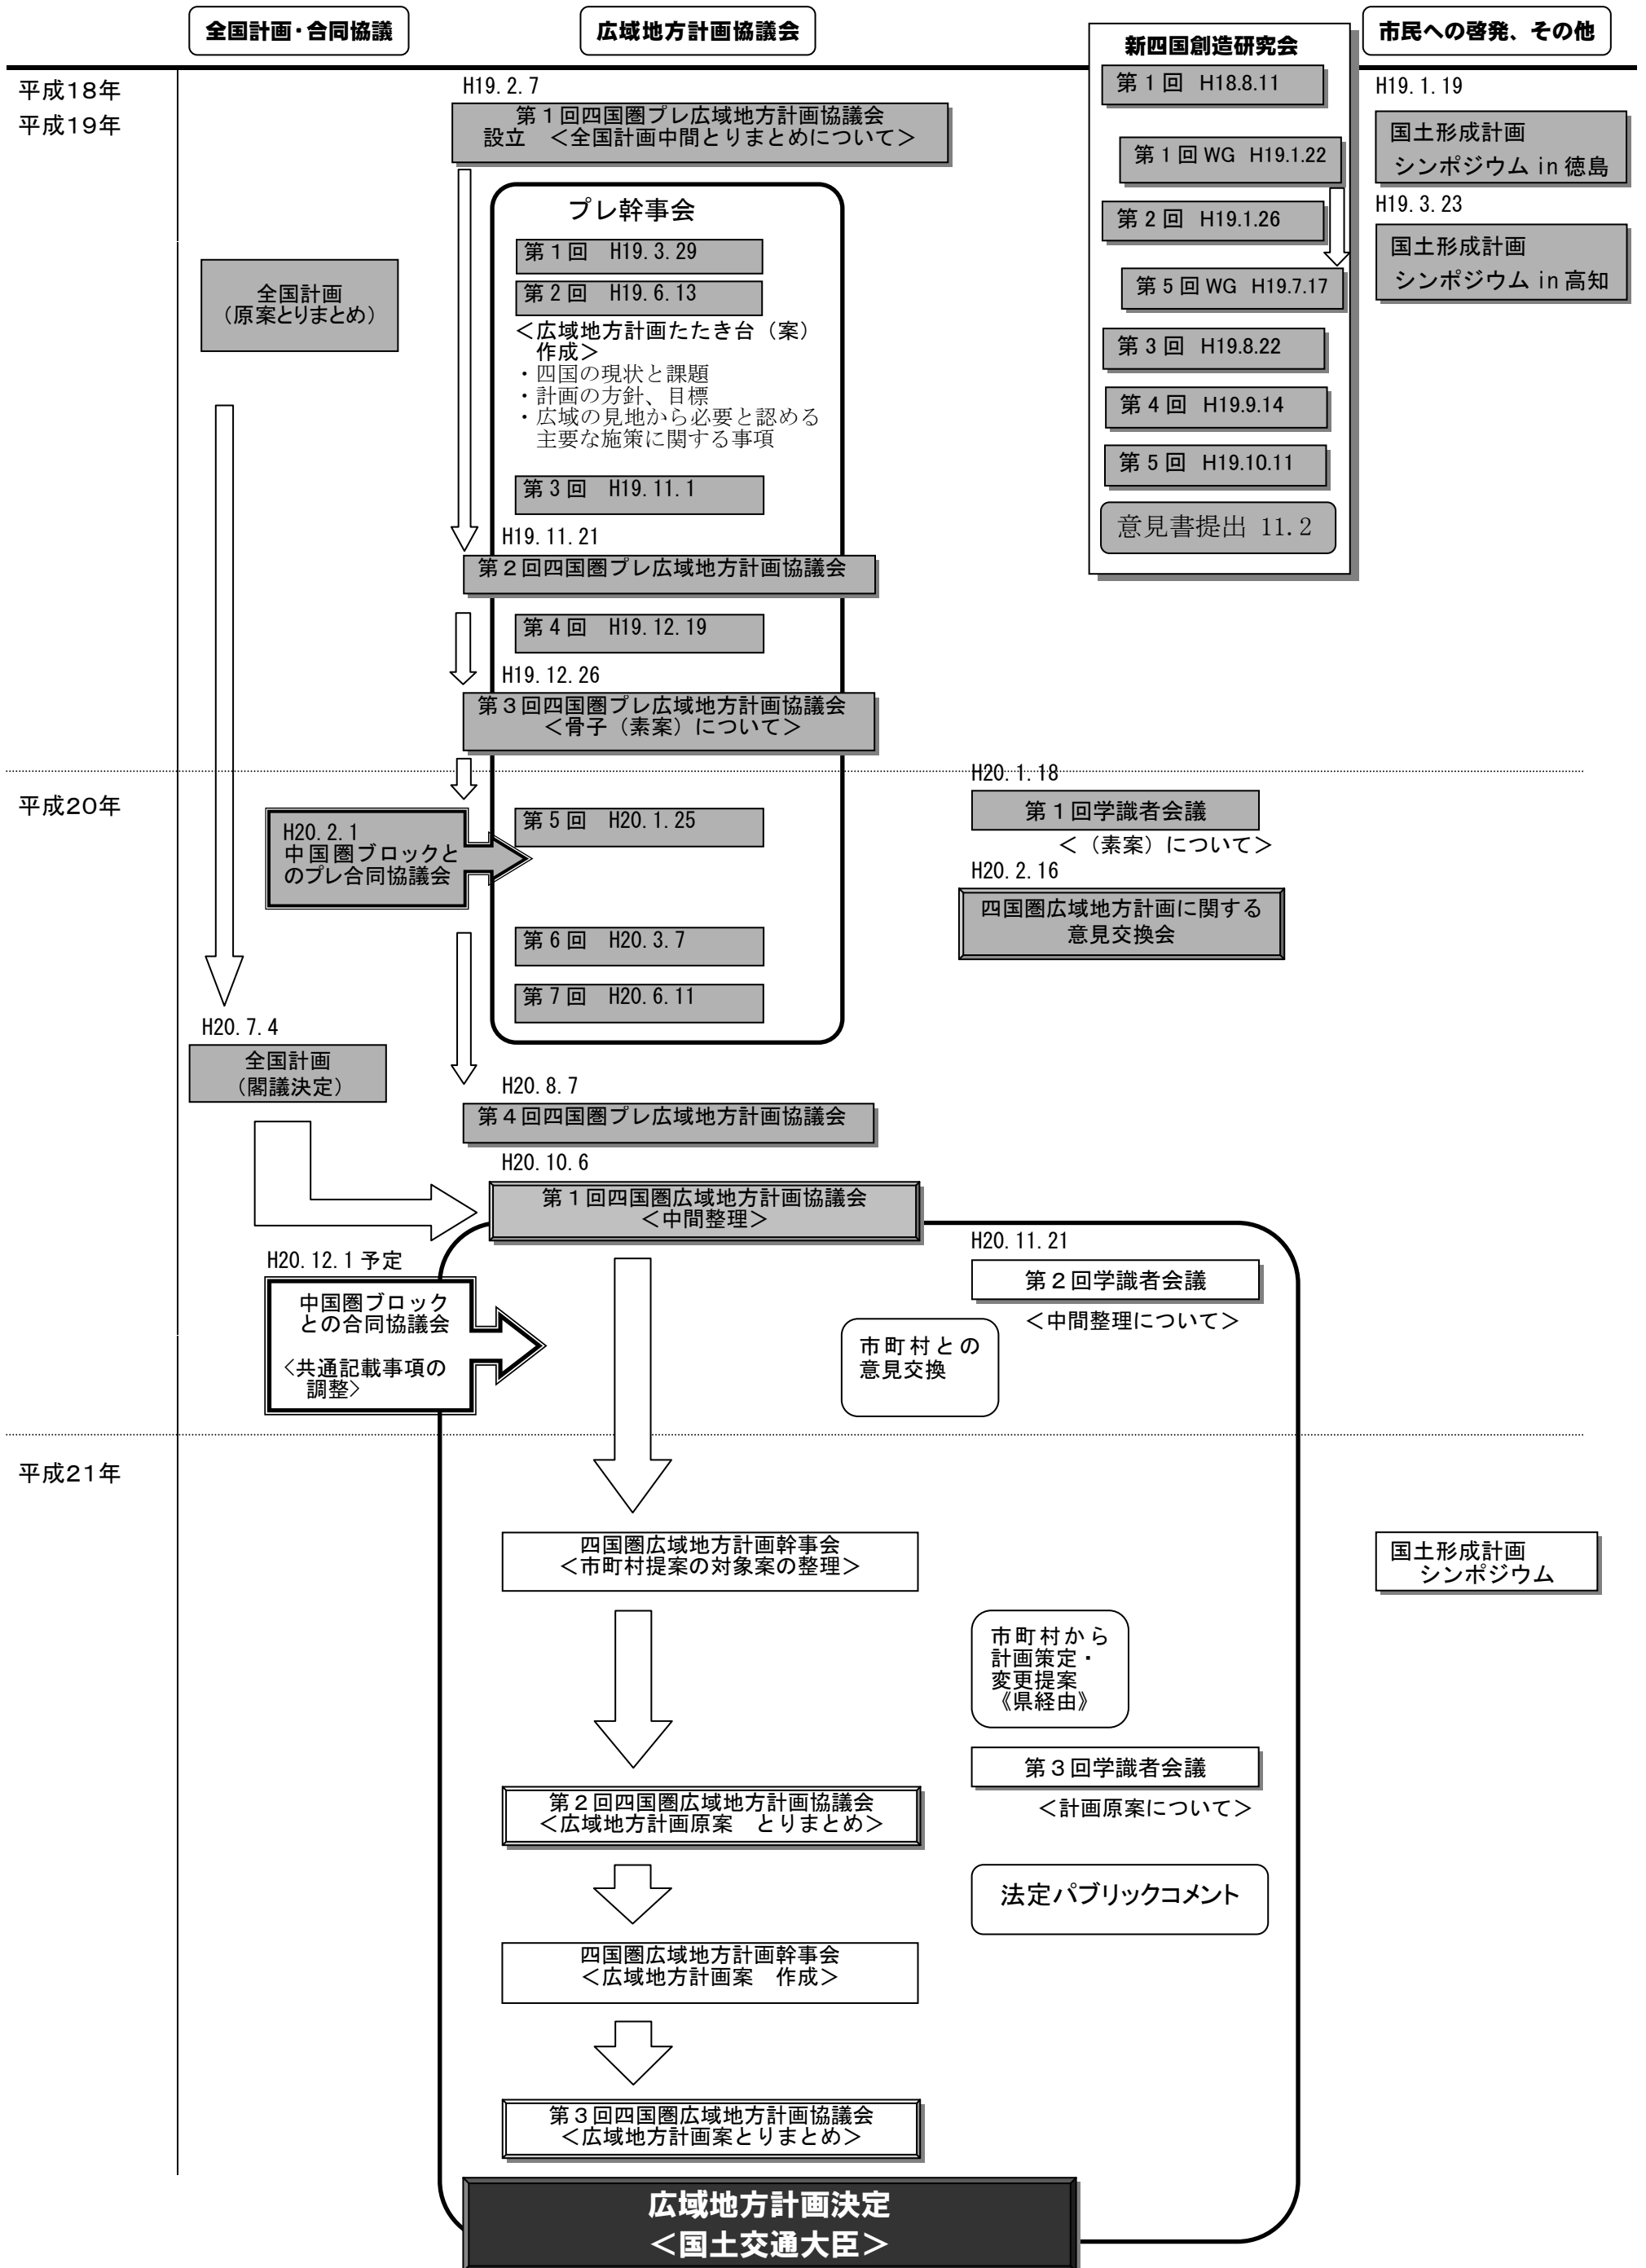 全国計画・合同協議
広域地方計画協議会
新四国創造研究会
市民への啓発、その他
平成18年
平成19年
H19.2.7
第1回四国圏プレ広域地方計画協議会
設立　<全国計画中間とりまとめについて>
プレ幹事会
第1回　H19.3.29
第2回　H19.6.13
<広域地方計画たたき台（案）
作成>
・四国の現状と課題
・計画の方針、目標
・広域の見地から必要と認める
主要な施策に関する事項
第3回　H19.11.1
H19.11.21
第2回四国圏プレ広域地方計画協議会
第4回　H19.12.19
H19.12.26
第3回四国圏プレ広域地方計画協議会
<骨子（素案）について>
全国計画
（原案とりまとめ）
第1回 H18.8.11
第1回WG H19.1.22
第2回 H19.1.26
第5回WG H19.7.17
第3回 H19.8.22
第4回 H19.9.14
第5回 H19.10.11
意見書提出 11.2
H19.1.19
国土形成計画
シンポジウム in 徳島
H19.3.23
国土形成計画
シンポジウム in 高知
平成20年
H20.2.1
中国圏ブロックと
のプレ合同協議会
第5回　H20.1.25
第6回　H20.3.7
第7回　H20.6.11
H20.1.18
第1回学識者会議
<（素案）について>
H20.2.16
四国圏広域地方計画に関する
意見交換会
H20.7.4
全国計画
（閣議決定）
H20.8.7
第4回四国圏プレ広域地方計画協議会
H20.10.6
第1回四国圏広域地方計画協議会
<中間整理>
H20.12.1 予定
中国圏ブロック
との合同協議会
<共通記載事項の
調整>
H20.11.21
第2回学識者会議
<中間整理について>
市町村との
意見交換
平成21年
四国圏広域地方計画幹事会
<市町村提案の対象案の整理>
国土形成計画
シンポジウム
市町村から
計画策定・
変更提案
《県経由》
第3回学識者会議
<計画原案について>
第2回四国圏広域地方計画協議会
<広域地方計画原案　とりまとめ>
法定パブリックコメント
四国圏広域地方計画幹事会
<広域地方計画案　作成>
第3回四国圏広域地方計画協議会
<広域地方計画案とりまとめ>
広域地方計画決定
<国土交通大臣>